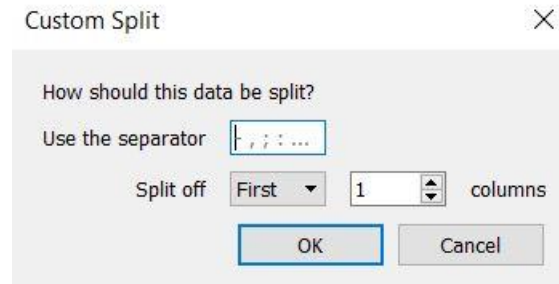 Custom Split
How should this data be split?
Use the separator - , ; : ...
Split off First 1 columns
OK Cancel